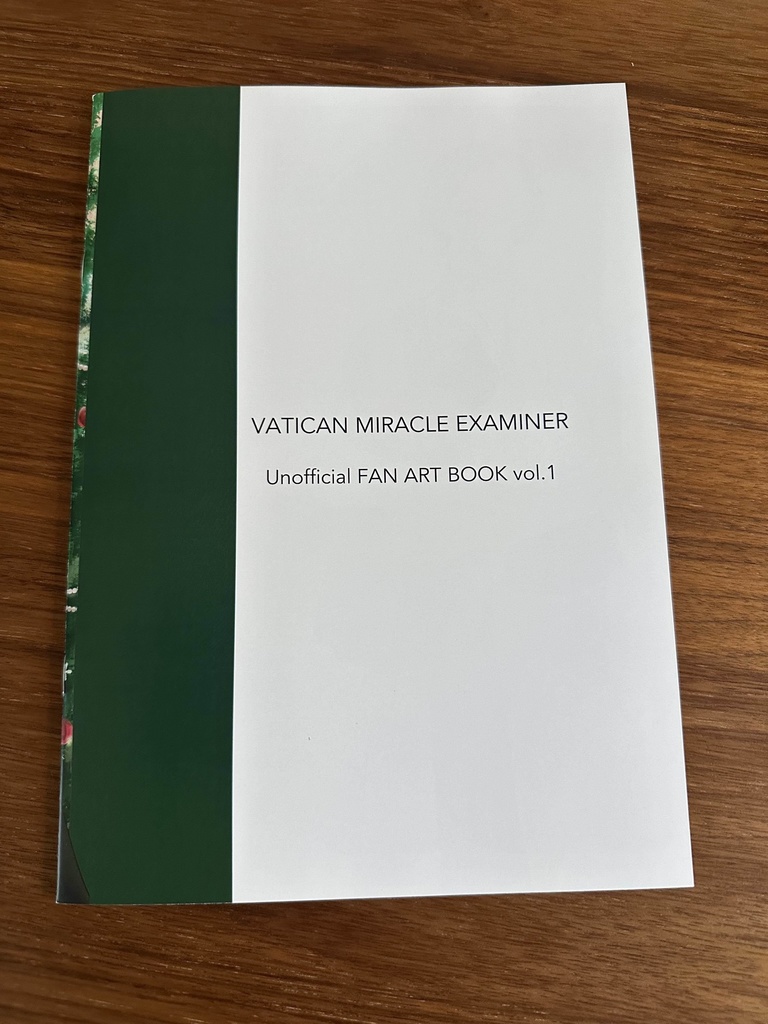 VATICAN MIRACLE EXAMINER
Unofficial FAN ART BOOK vol.1